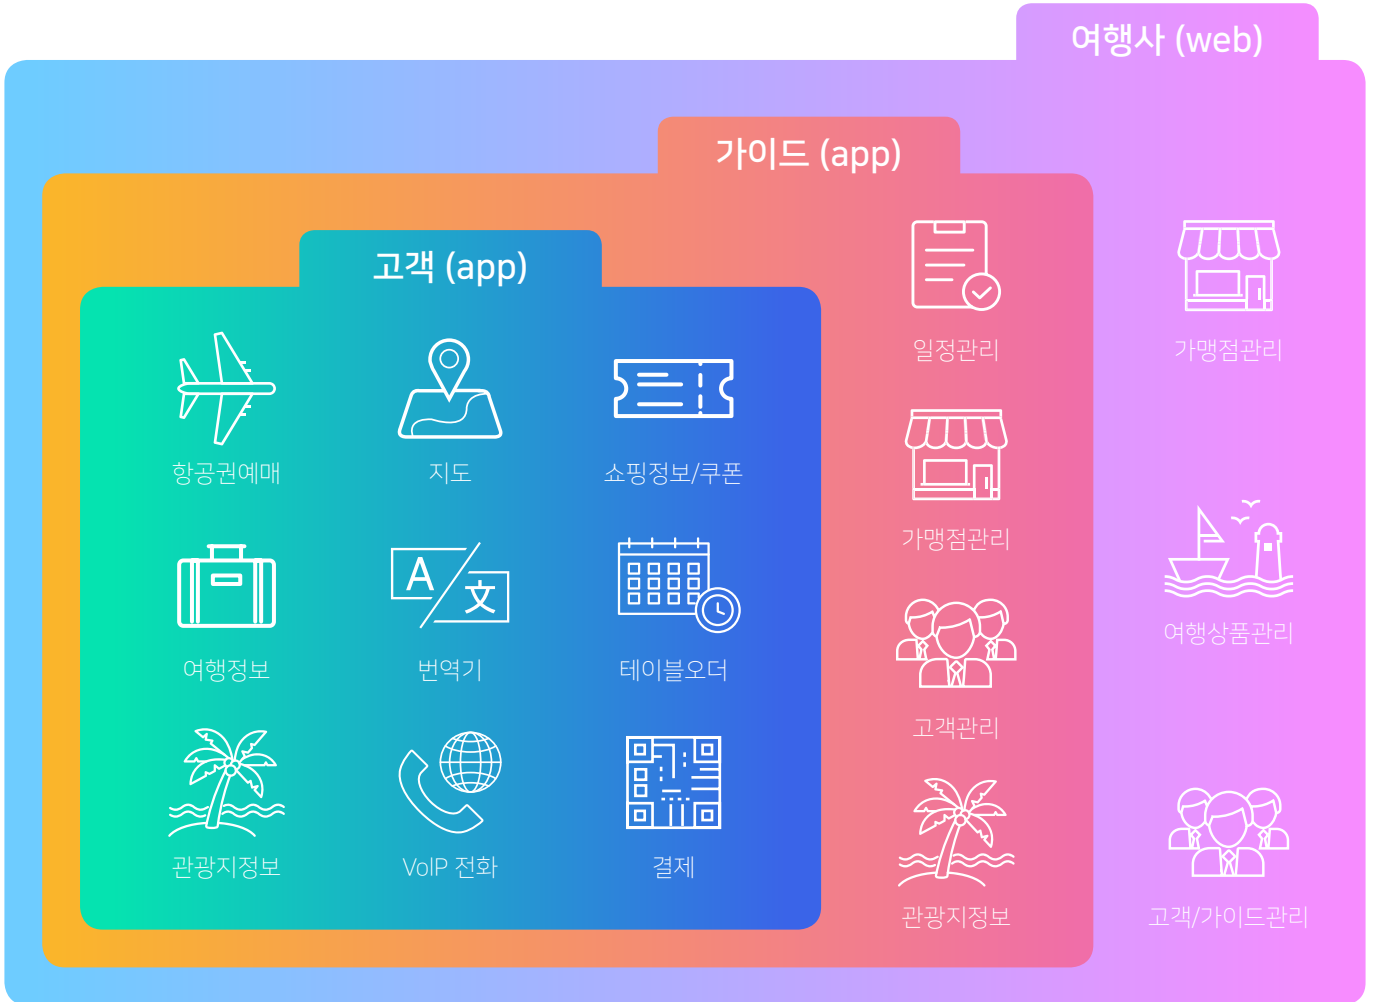 여행사 (web)
가이드 (app)
고객 (app)
항공권예매
지도
쇼핑정보/쿠폰
여행정보
A
文
번역기
테이블오더
관광지정보
VoIP 전화
결제
일정관리
가맹점관리
고객관리
관광지정보
가맹점관리
여행상품관리
고객/가이드관리